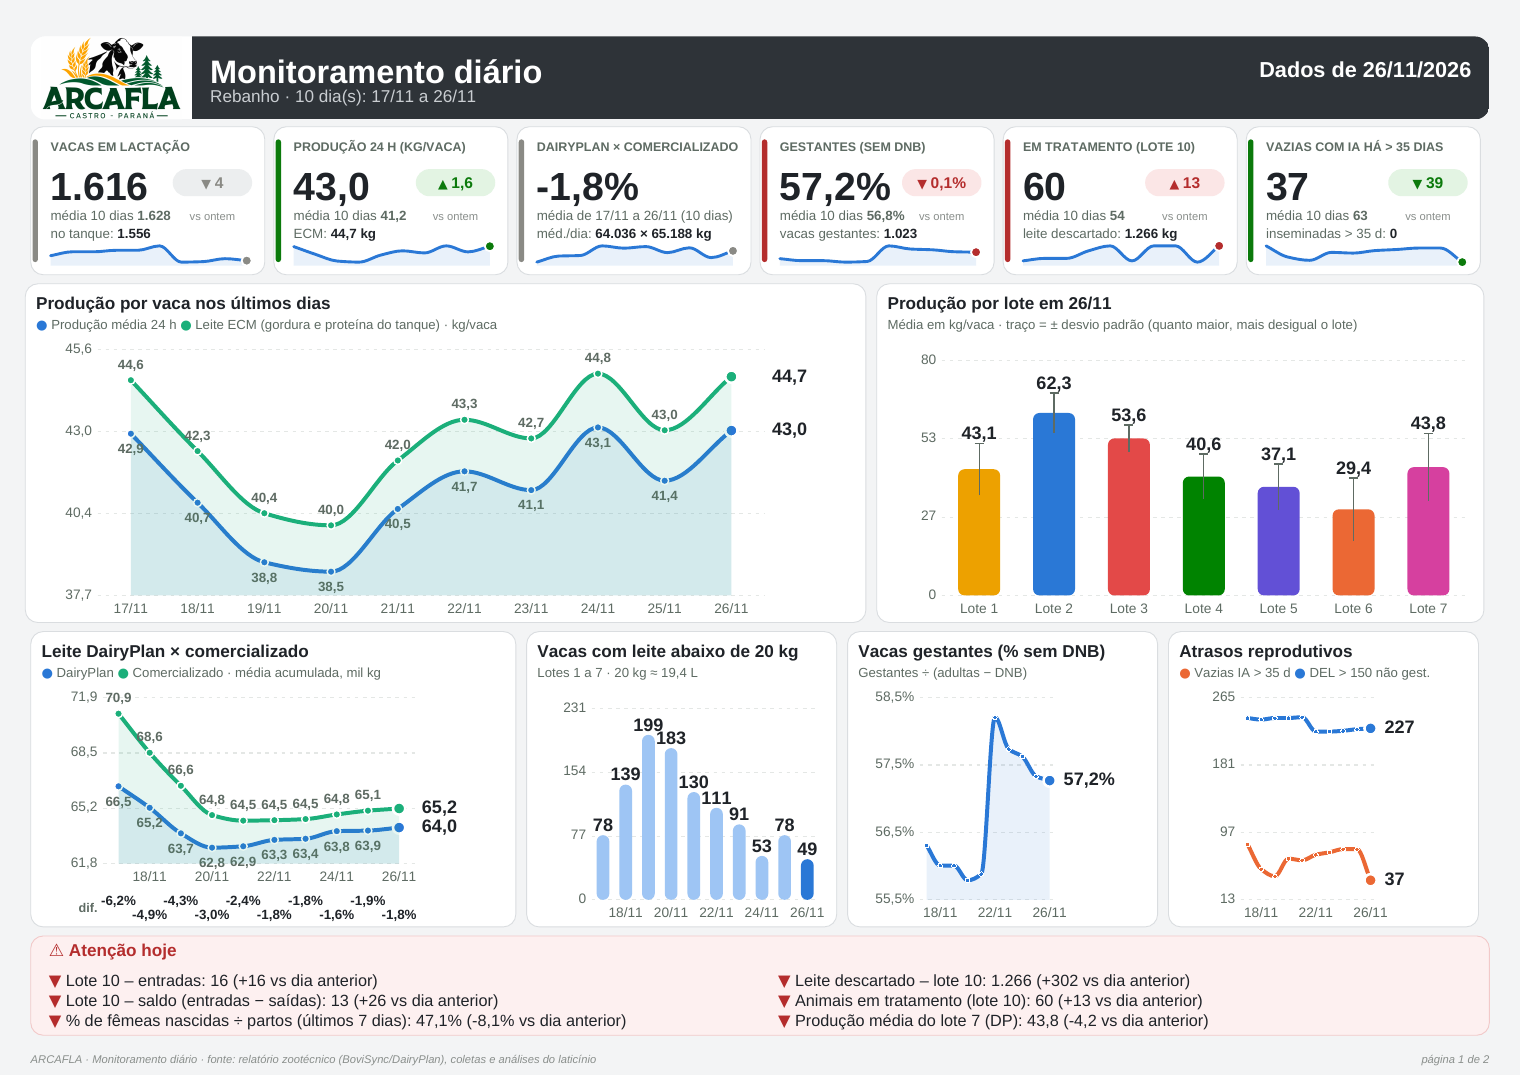 ARCAFLA
CASTRO - PARANÁ
Monitoramento diário
Rebanho · 10 dia(s): 17/11 a 26/11
Dados de 26/11/2026
VACAS EM LACTAÇÃO
1.616
▼ 4
média 10 dias 1.628
vs ontem
no tanque: 1.556
PRODUÇÃO 24 H (KG/VACA)
43,0
▲ 1,6
média 10 dias 41,2
vs ontem
ECM: 44,7 kg
DAIRYPLAN × COMERCIALIZADO
-1,8%
média de 17/11 a 26/11 (10 dias)
méd./dia: 64.036 × 65.188 kg
GESTANTES (SEM DNB)
57,2%
▼ 0,1%
média 10 dias 56,8%
vs ontem
vacas gestantes: 1.023
EM TRATAMENTO (LOTE 10)
60
▲ 13
média 10 dias 54
vs ontem
leite descartado: 1.266 kg
VAZIAS COM IA HÁ > 35 DIAS
37
▼ 39
média 10 dias 63
vs ontem
inseminadas > 35 d: 0
Produção por vaca nos últimos dias
Produção média 24 h Leite ECM (gordura e proteína do tanque) · kg/vaca
45,6
43,0
40,4
37,7
44,6
42,3
40,4
40,0
42,0
43,3
42,7
44,8
43,0
44,7
42,9
40,7
38,8
38,5
40,5
41,7
41,1
43,1
41,4
43,0
17/11 18/11 19/11 20/11 21/11 22/11 23/11 24/11 25/11 26/11
Produção por lote em 26/11
Média em kg/vaca · traço = ± desvio padrão (quanto maior, mais desigual o lote)
80
53
27
0
43,1
62,3
53,6
40,6
37,1
29,4
43,8
Lote 1 Lote 2 Lote 3 Lote 4 Lote 5 Lote 6 Lote 7
Leite DairyPlan × comercializado
DairyPlan Comercializado · média acumulada, mil kg
71,9
68,5
65,2
61,8
70,9
68,6
66,6
64,8
64,5
64,5
64,5
64,8
65,1
65,2
66,5
65,2
63,7
62,8
62,9
63,3
63,4
63,8
63,9
64,0
18/11 20/11 22/11 24/11 26/11
dif.
-6,2% -4,3% -2,4% -1,8% -1,9%
-4,9% -3,0% -1,8% -1,6% -1,8%
Vacas com leite abaixo de 20 kg
Lotes 1 a 7 · 20 kg ≈ 19,4 L
231
154
77
0
78
139
199
183
130
111
91
53
78
49
18/11 20/11 22/11 24/11 26/11
Vacas gestantes (% sem DNB)
Gestantes ÷ (adultas − DNB)
58,5%
57,5%
56,5%
55,5%
57,2%
18/11 22/11 26/11
Atrasos reprodutivos
Vazias IA > 35 d DEL > 150 não gest.
265
181
97
13
227
37
18/11 22/11 26/11
⚠ Atenção hoje
▼ Lote 10 – entradas: 16 (+16 vs dia anterior)
▼ Lote 10 – saldo (entradas − saídas): 13 (+26 vs dia anterior)
▼ % de fêmeas nascidas ÷ partos (últimos 7 dias): 47,1% (-8,1% vs dia anterior)
▼ Leite descartado – lote 10: 1.266 (+302 vs dia anterior)
▼ Animais em tratamento (lote 10): 60 (+13 vs dia anterior)
▼ Produção média do lote 7 (DP): 43,8 (-4,2 vs dia anterior)
ARCAFLA · Monitoramento diário · fonte: relatório zootécnico (BoviSync/DairyPlan), coletas e análises do laticínio
página 1 de 2